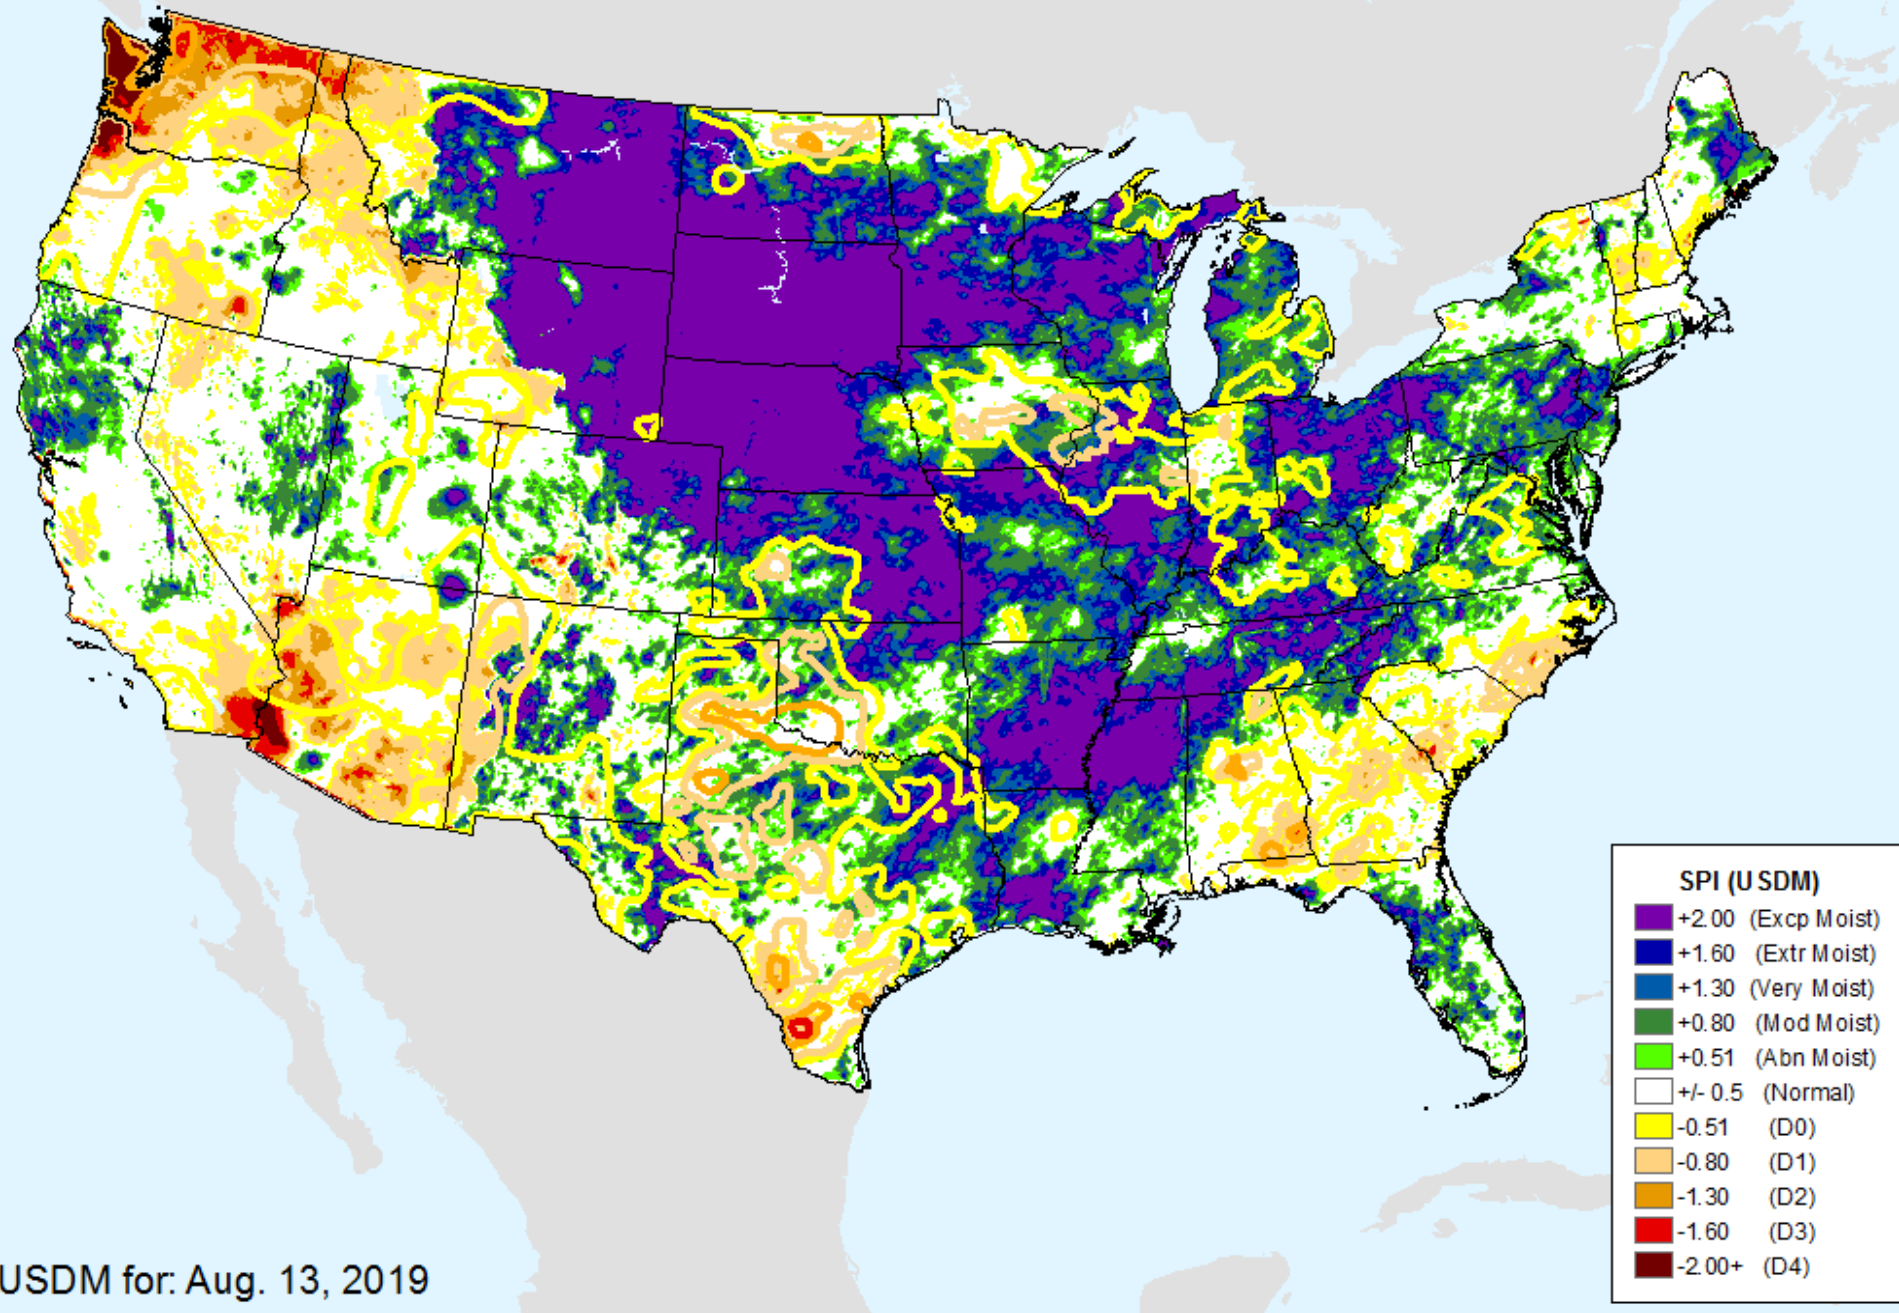 SPI (USDM)
+2.00 (Excp Moist)
+1.60 (Extr Moist)
+1.30 (Very Moist)
+0.80 (Mod Moist)
+0.51 (Abn Moist)
+/- 0.5 (Normal)
-0.51 (D0)
-0.80 (D1)
-1.30 (D2)
-1.60 (D3)
-2.00+ (D4)
USDM for: Aug. 13, 2019